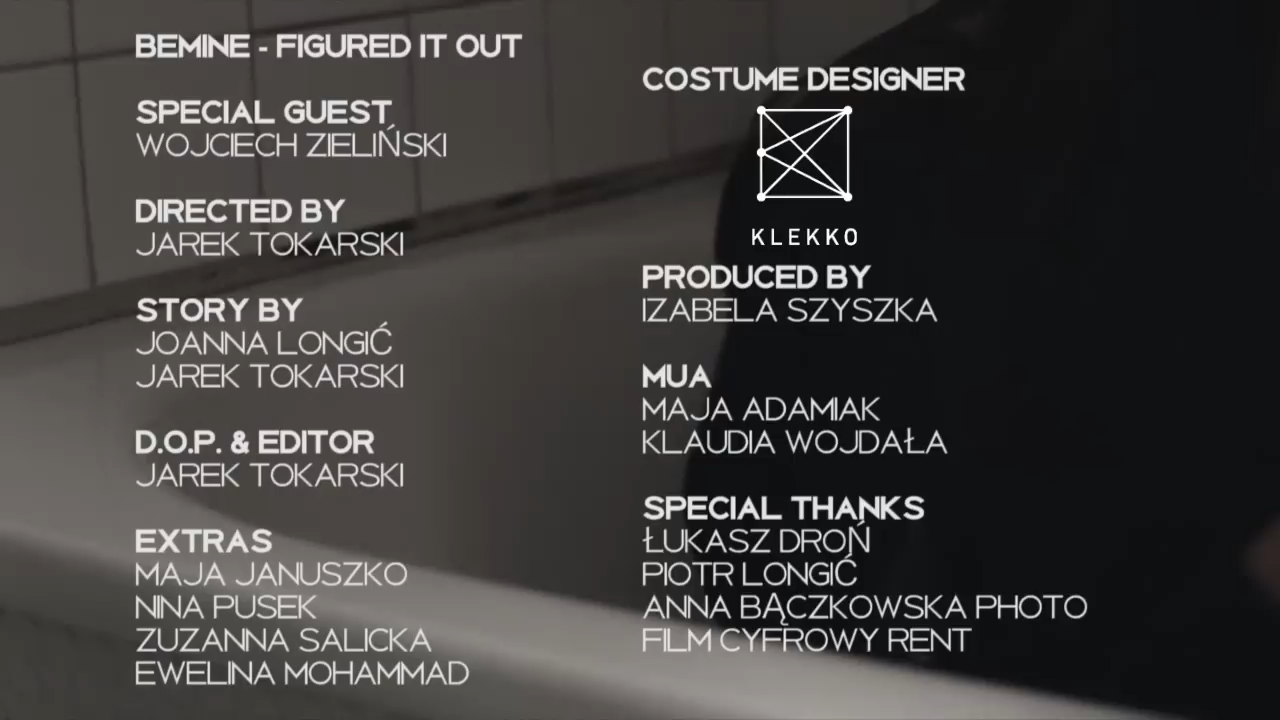 BEMINE - FIGURED IT OUT
SPECIAL GUEST
WOJCIECH ZIELIŃSKI
DIRECTED BY
JAREK TOKARSKI
STORY BY
JOANNA LONGIĆ
JAREK TOKARSKI
D.O.P. & EDITOR
JAREK TOKARSKI
EXTRAS
MAJA JANUSZKO
NINA PUSEK
ZUZANNA SALICKA
EWELINA MOHAMMAD
COSTUME DESIGNER
KLEKKO
PRODUCED BY
IZABELA SZYSZKA
MUA
MAJA ADAMIAK
KLAUDIA WOJDAŁA
SPECIAL THANKS
ŁUKASZ DROŃ
PIOTR LONGIĆ
ANNA BĄCZKOWSKA PHOTO
FILM CYFROWY RENT